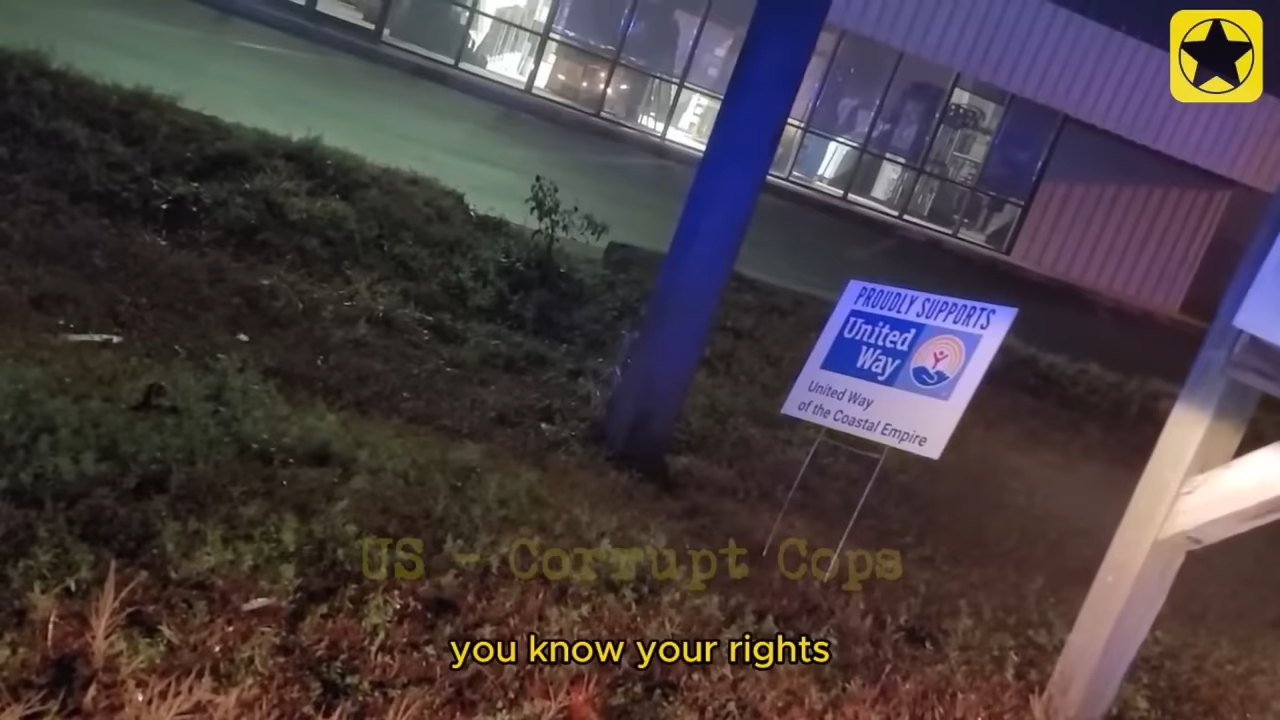 PROUDLY SUPPORTS
United
Way
United Way
of the Coastal Empire
US - Corrupt Cops
you know your rights